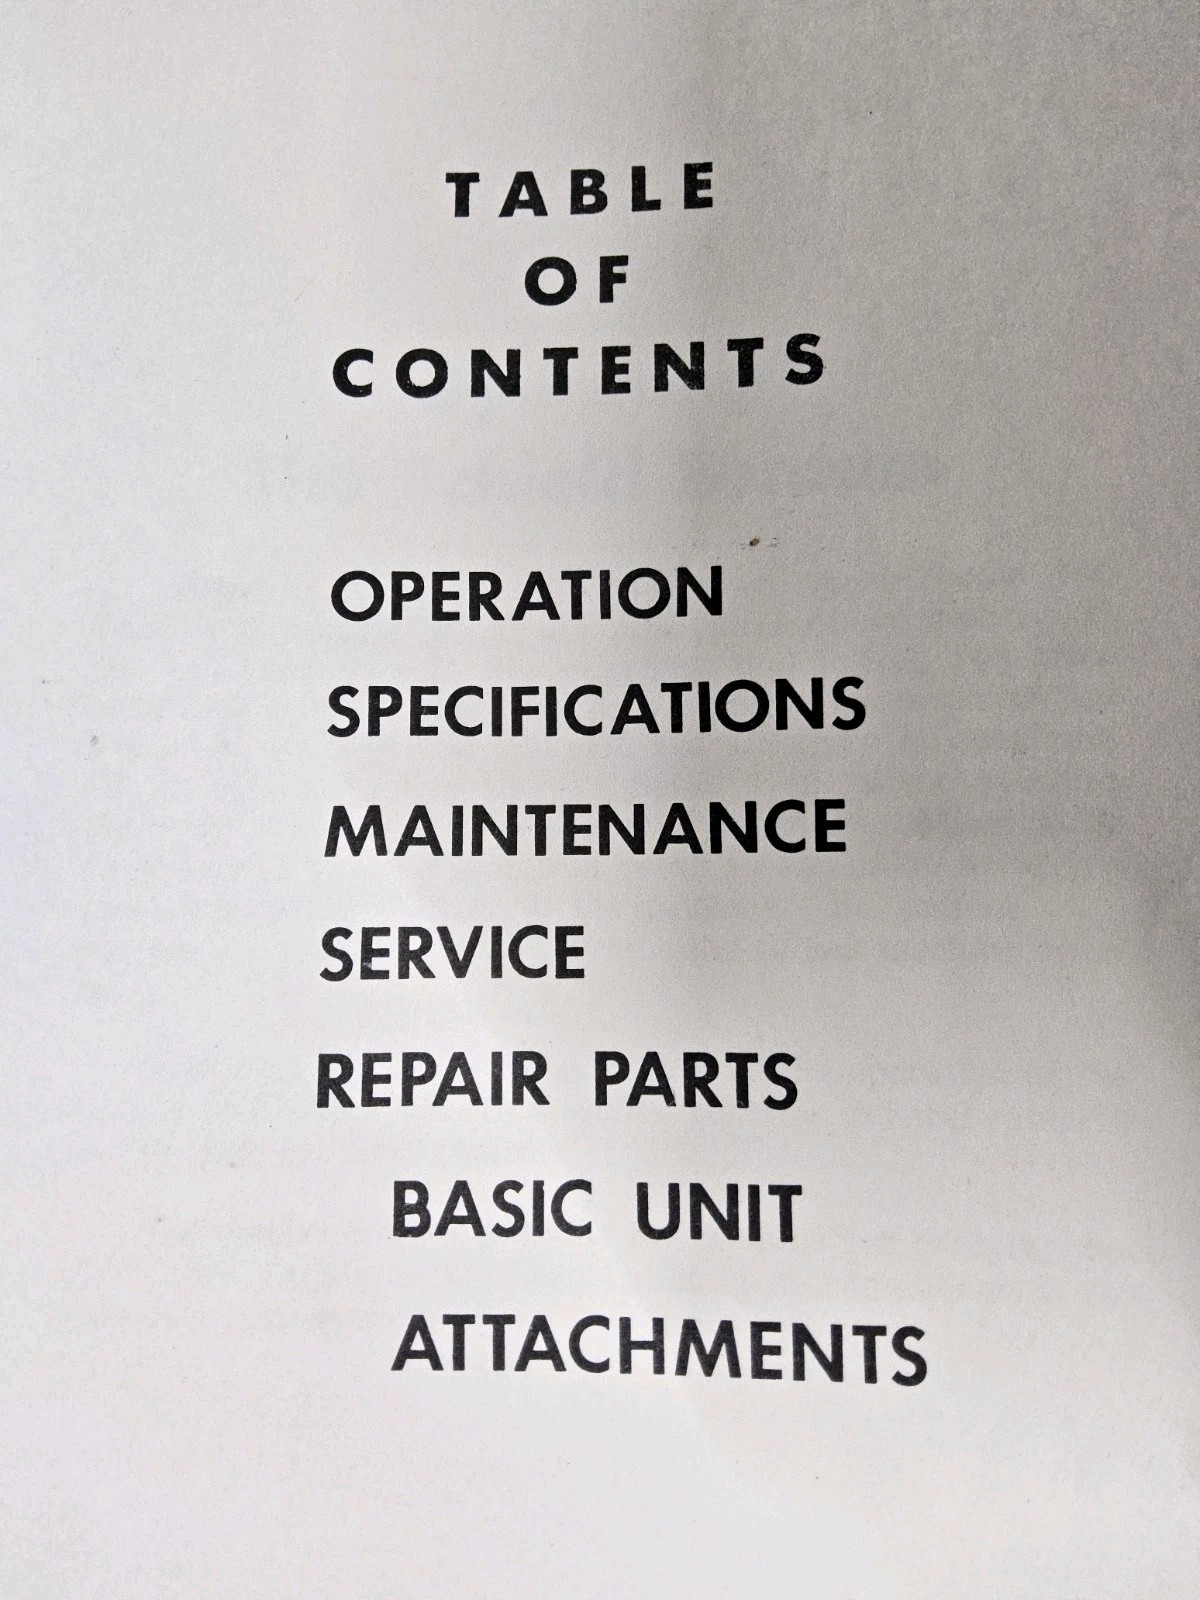 TABLE
OF
CONTENTS
OPERATION
SPECIFICATIONS
MAINTENANCE
SERVICE
REPAIR PARTS
BASIC UNIT
ATTACHMENTS